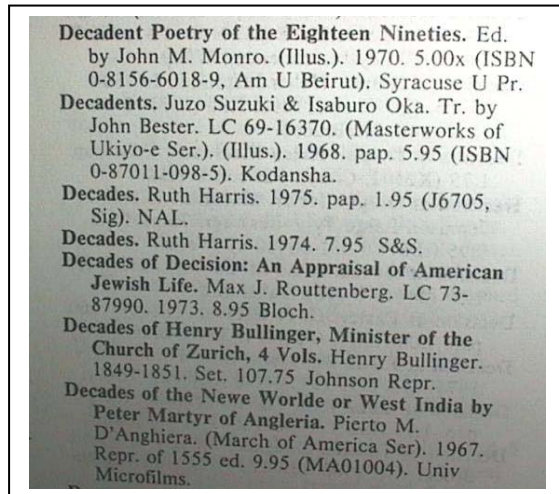 Decadent Poetry of the Eighteen Nineties. Ed.
by John M. Monro. (Illus.). 1970. 5.00x (ISBN
0-8156-6018-9, Am U Beirut). Syracuse U Pr.
Decadents. Juzo Suzuki & Isaburo Oka. Tr. by
John Bester. LC 69-16370. (Masterworks of
Ukiyo-e Ser.). (Illus.). 1968. pap. 5.95 (ISBN
0-87011-098-5). Kodansha.
Decades. Ruth Harris. 1975. pap. 1.95 (J6705,
Sig). NAL.
Decades. Ruth Harris. 1974. 7.95 S&S.
Decades of Decision: An Appraisal of American
Jewish Life. Max J. Routtenberg. LC 73-
87990. 1973. 8.95 Bloch.
Decades of Henry Bullinger, Minister of the
Church of Zurich, 4 Vols. Henry Bullinger.
1849-1851. Set. 107.75 Johnson Repr.
Decades of the Newe Worlde or West India by
Peter Martyr of Angleria. Pierto M.
D'Anghiera. (March of America Ser). 1967.
Repr. of 1555 ed. 9.95 (MA01004). Univ
Microfilms.